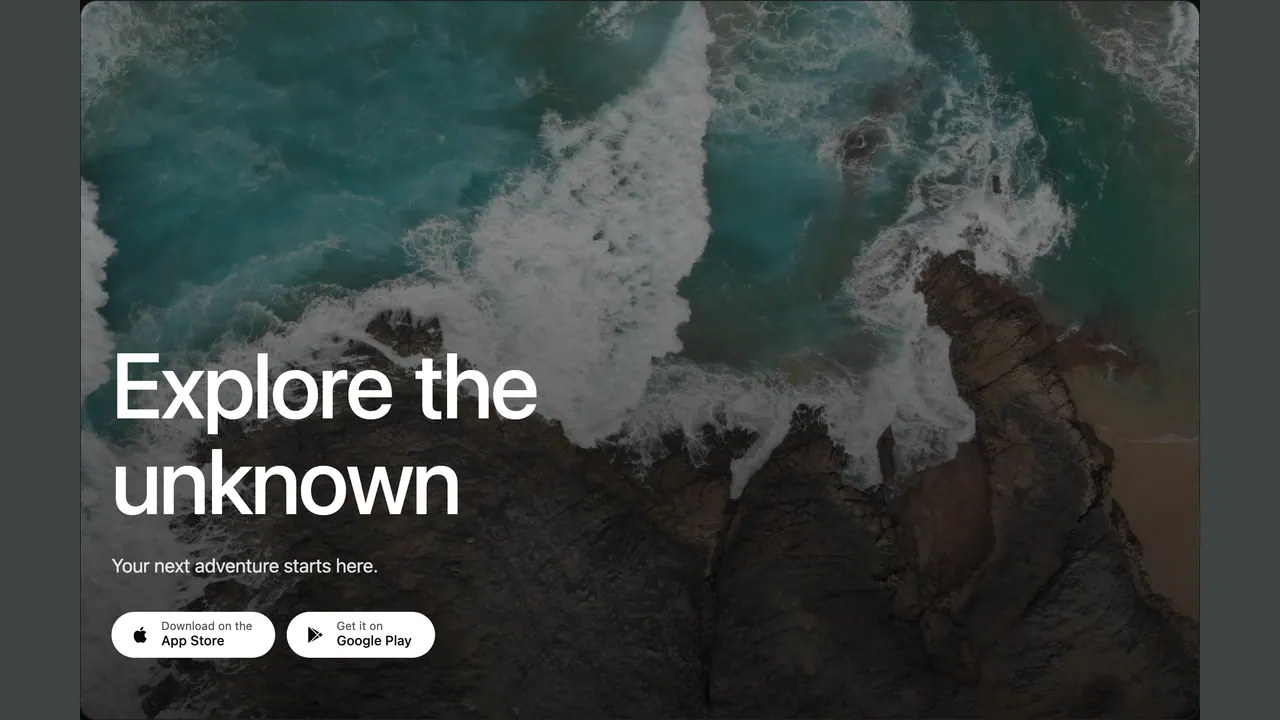 Explore the
unknown
Your next adventure starts here.
Download on the
App Store
Get it on
Google Play